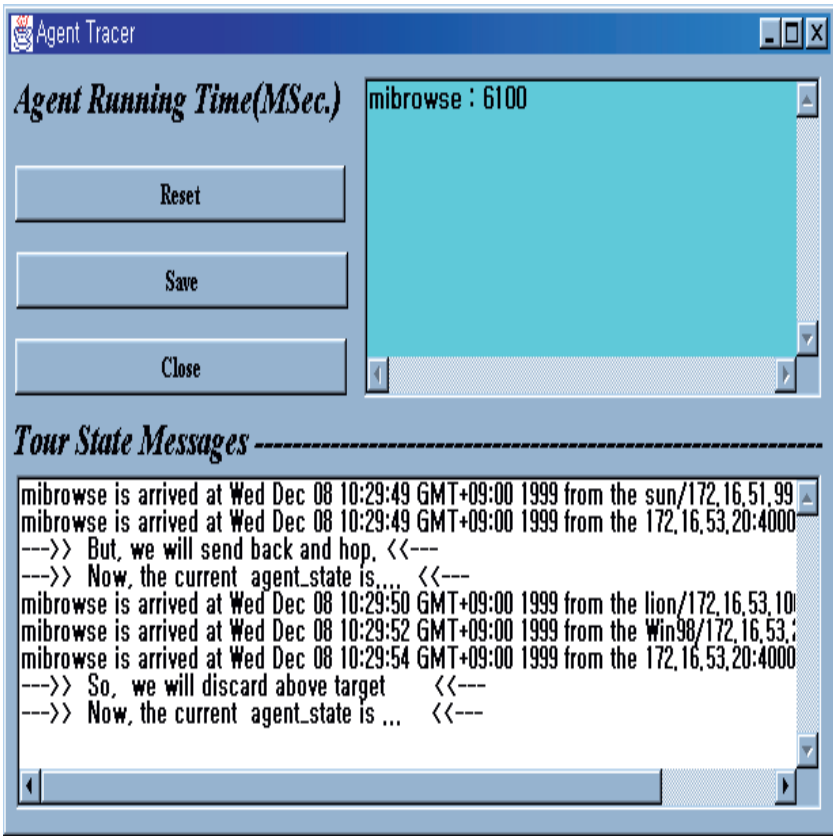 Agent Tracer
Agent Running Time(MSec.)
mibrowse : 6100
Reset
Save
Close
Tour State Messages ------------------------------------------------------------
mibrowse is arrived at Wed Dec 08 10:29:49 GMT+09:00 1999 from the sun/172,16,51,99
mibrowse is arrived at Wed Dec 08 10:29:49 GMT+09:00 1999 from the 172,16,53,20:4000
--->> But, we will send back and hop, <<---
--->> Now, the current agent_state is.... <<---
mibrowse is arrived at Wed Dec 08 10:29:50 GMT+09:00 1999 from the lion/172,16,53,10
mibrowse is arrived at Wed Dec 08 10:29:52 GMT+09:00 1999 from the Win98/172,16,53,
mibrowse is arrived at Wed Dec 08 10:29:54 GMT+09:00 1999 from the 172,16,53,20:4000
--->> So, we will discard above target <<---
--->> Now, the current agent_state is ... <<---